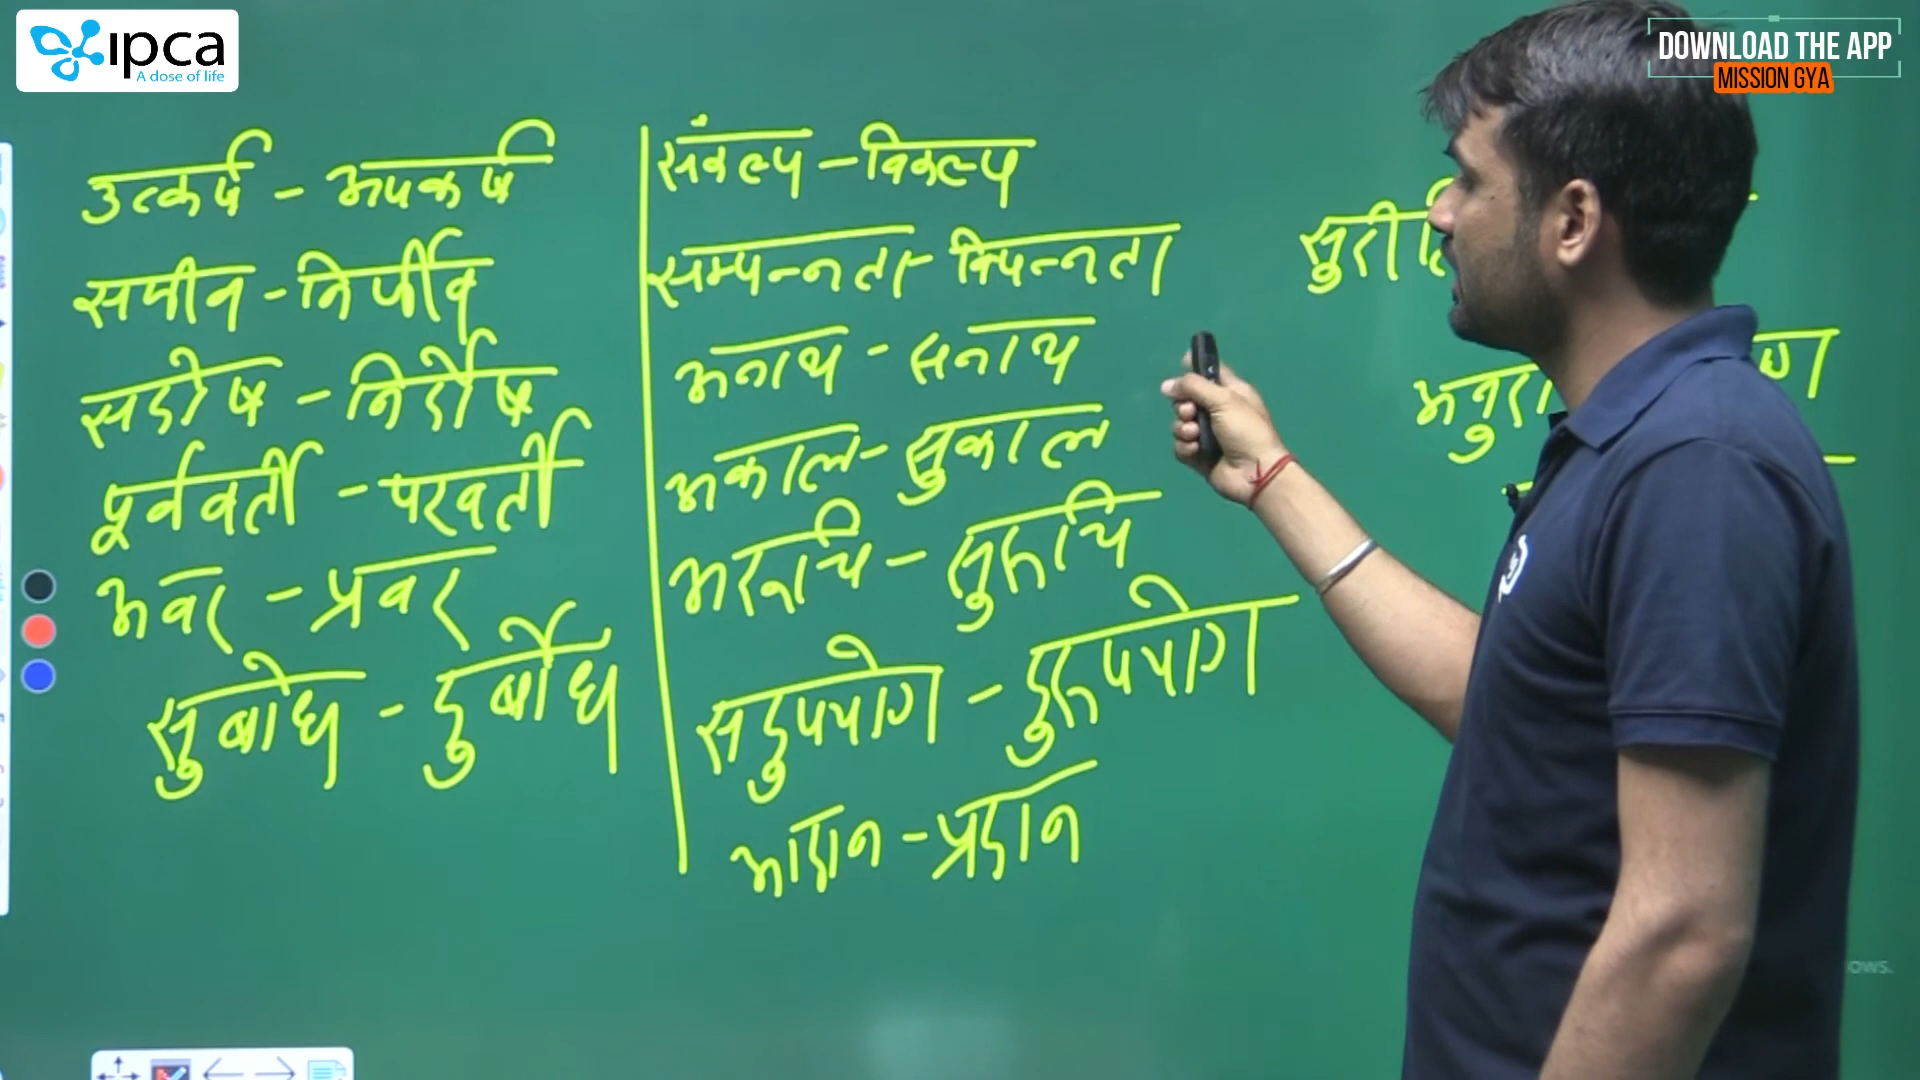 ipca
A dose of life
DOWNLOAD THE APP
MISSION GYA
उत्कर्ष - अपकर्ष
सजीव - निर्जीव
सदोष - निर्दोष
पूर्ववर्ती - परवर्ती
अवर - प्रवर
सुबोध - दुर्बोध
संकल्प - विकल्प
सम्पन्नता - विपन्नता
अनाथ - सनाथ
अकाल - सुकाल
अरूचि - सुरूचि
सदुपयोग - दुरूपयोग
आदान - प्रदान